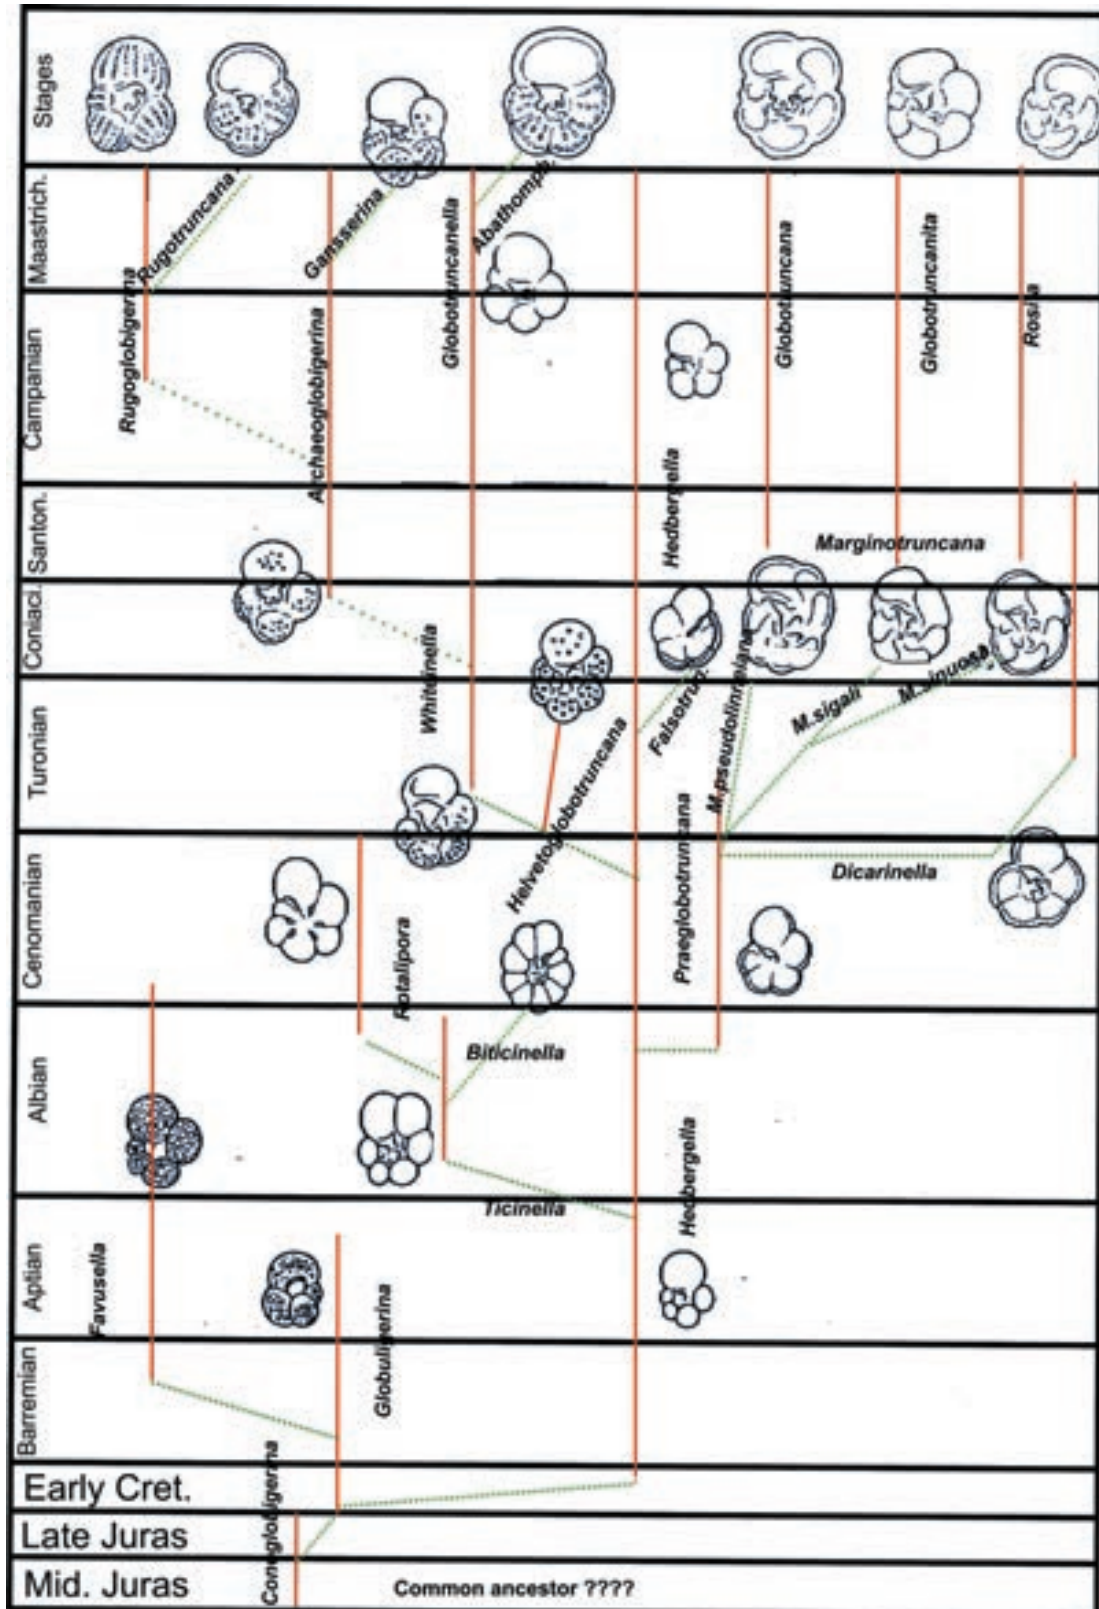 Stages
Maastrich.
Rugotruncana
Gansserina
Globotruncanella
Abathomph.
Campanian
Rugoglobigerina
Archaeoglobigerina
Globotruncana
Globotruncanita
Rosita
Santon.
Hedbergella
Marginotruncana
Coniaci.
Whiteinella
Turonian
Helvetoglobotruncana
Falsotrun.
M.pseudolinneiana
M.sigali
M.sinuosa
Cenomanian
Rotalipora
Praeglobotruncana
Dicarinella
Albian
Biticinella
Ticinella
Hedbergella
Aptian
Favusella
Globuligerina
Barremian
Early Cret.
Conoglobigerina
Late Juras
Mid. Juras
Common ancestor ????